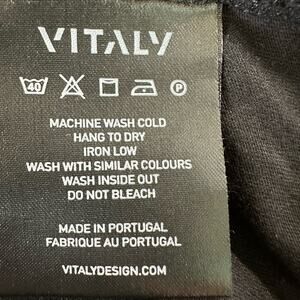 VITALY
40 P
MACHINE WASH COLD
HANG TO DRY
IRON LOW
WASH WITH SIMILAR COLOURS
WASH INSIDE OUT
DO NOT BLEACH
MADE IN PORTUGAL
FABRIQUE AU PORTUGAL
VITALYDESIGN.COM